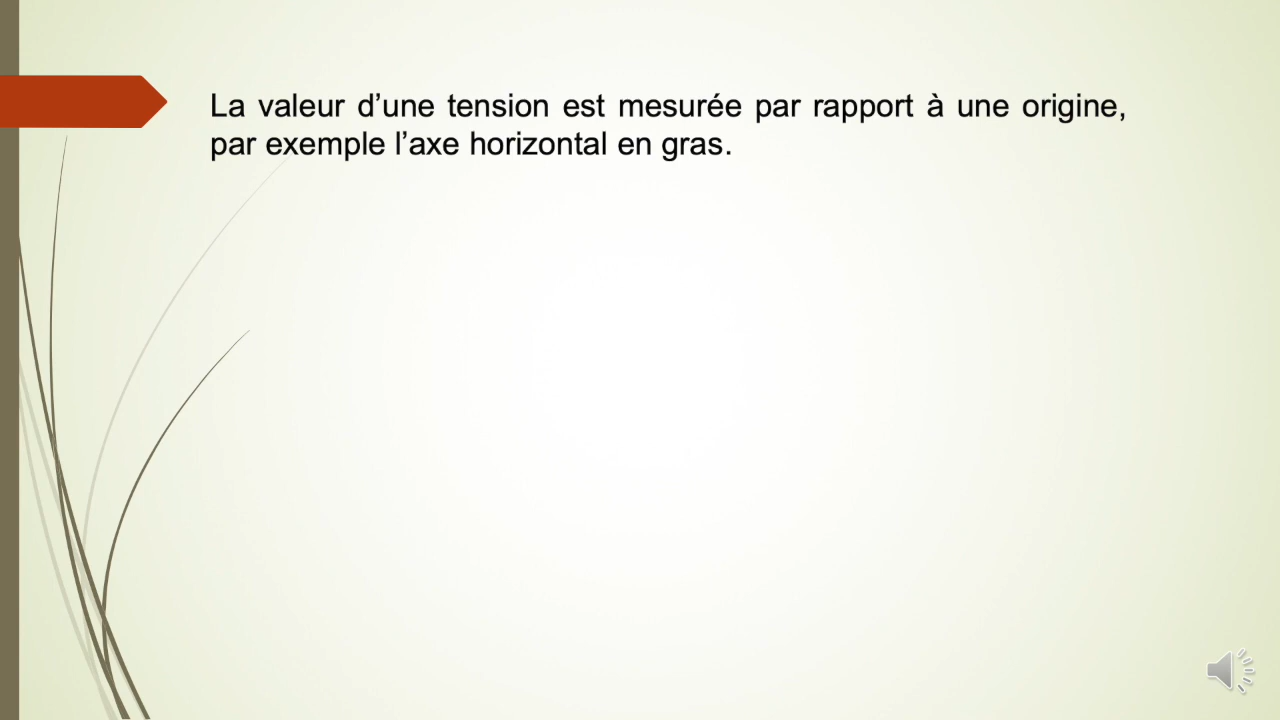 La valeur d’une tension est mesurée par rapport à une origine,
par exemple l’axe horizontal en gras.